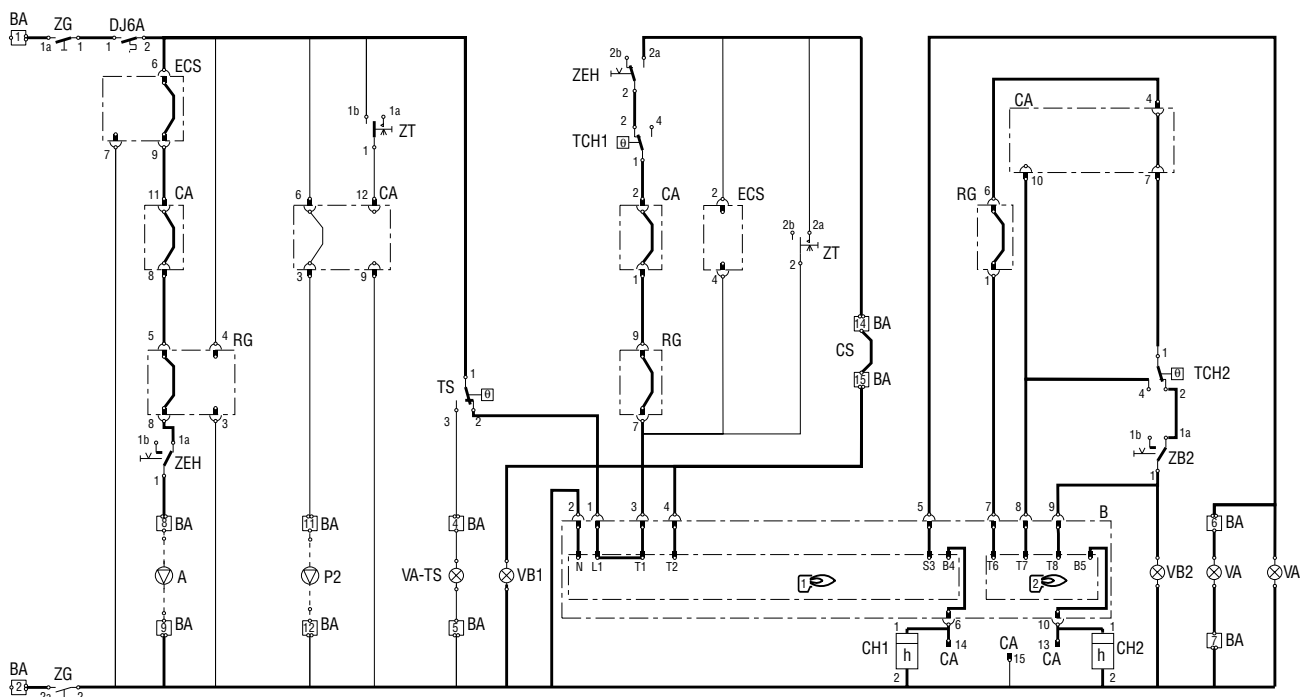 BA ZG DJ6A
1 1a 1 1 2
6 ECS
7 9
11 CA
8
5 4 RG
8 3
1b 1a
ZEH
1
8 BA
A
9 BA
BA ZG
2 2a 2
1b 1a
ZT
1
6 12 CA
3 9
11 BA
P2
12 BA
1
TS θ
3 2
4 BA
VA-TS
5 BA
VB1
2b 2a
ZEH
2
2 4
TCH1 θ
1
2 CA
1
9 RG
7
2 ECS
4
2b 2a
ZT
2
14 BA
CS
15 BA
2 1 3 4 5 7 8 9 B
N L1 T1 T2 S3 B4 T6 T7 T8 B5
1 2
6 10
1 14 CA
CH1 h
2
CA 15
13 CA
1
h CH2
2
CA 4
10 7
6
RG
1
1
θ TCH2
4 2
1b 1a
ZB2
1
VB2
6 BA
VA
7 BA
VA